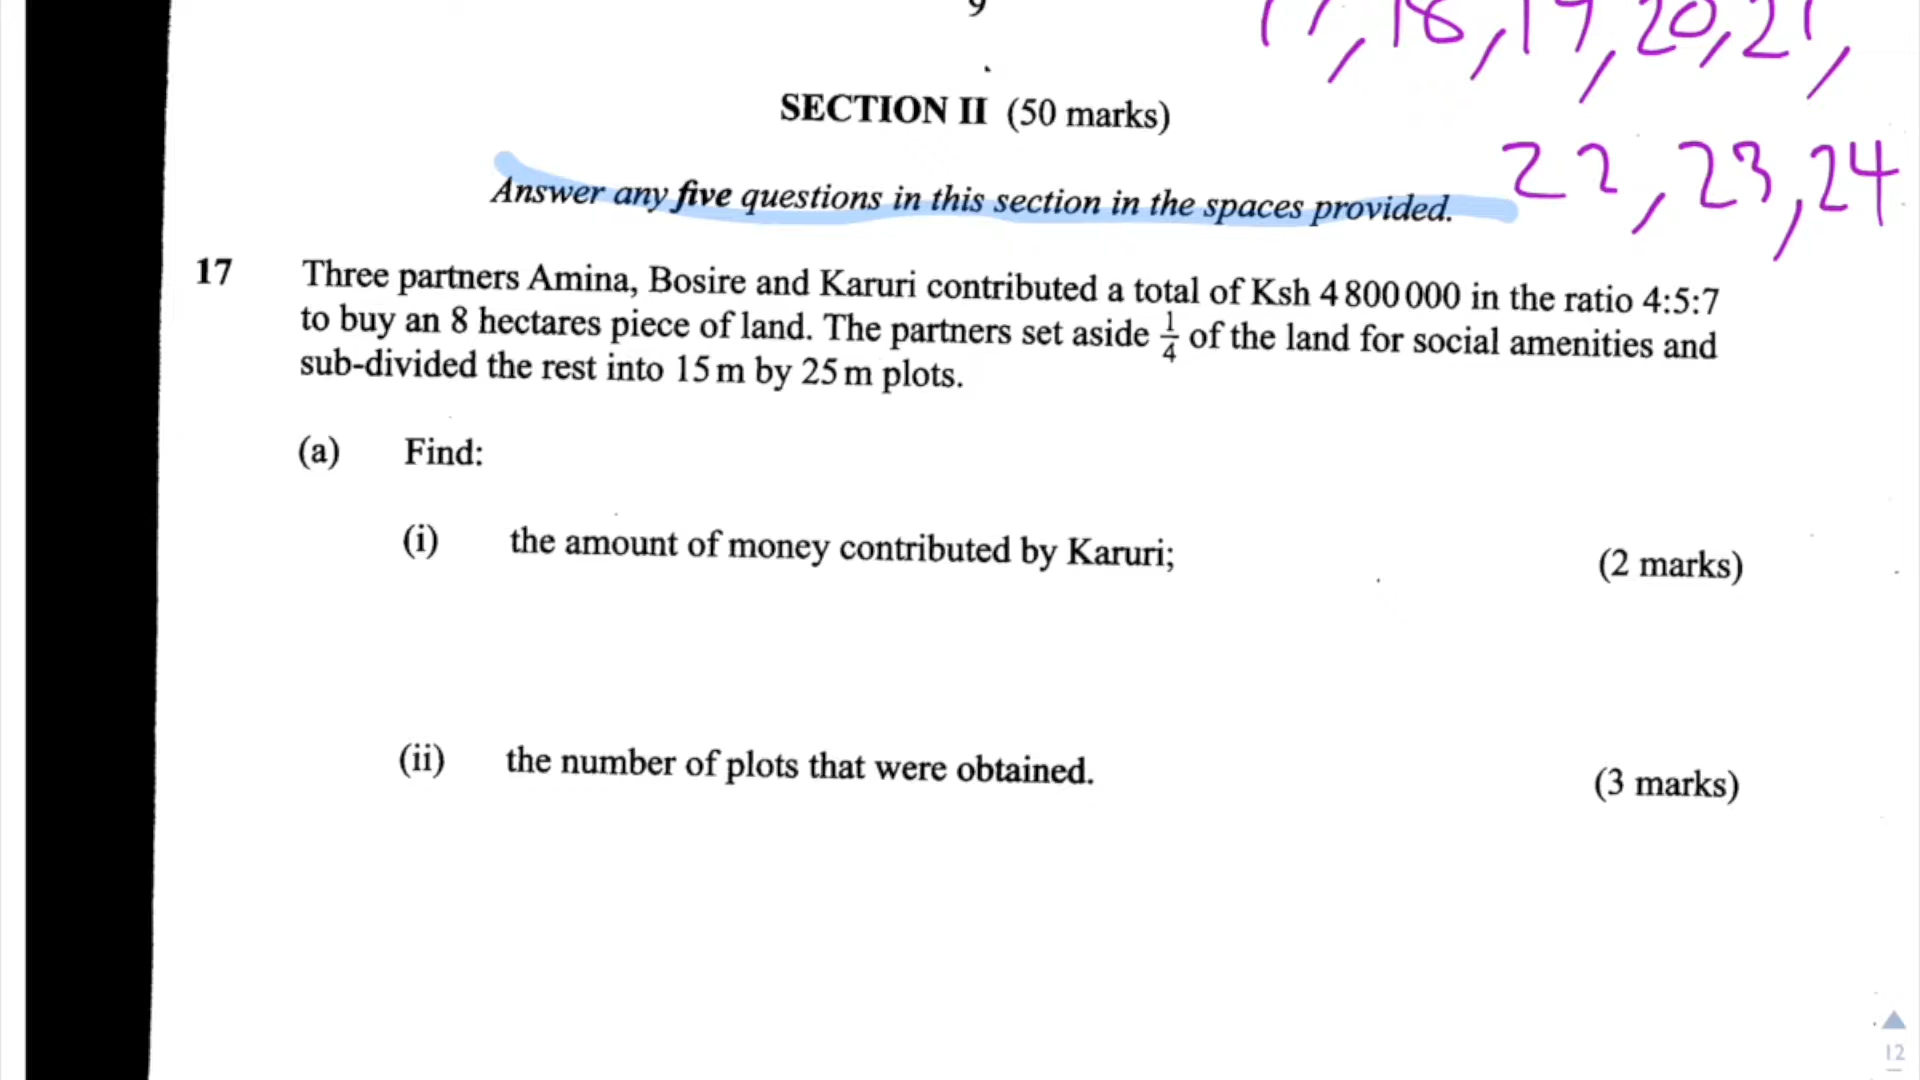 9
17, 18, 19, 20, 21,
SECTION II (50 marks)
22, 23, 24
Answer any five questions in this section in the spaces provided.
17 Three partners Amina, Bosire and Karuri contributed a total of Ksh 4 800 000 in the ratio 4:5:7
to buy an 8 hectares piece of land. The partners set aside 1/4 of the land for social amenities and
sub-divided the rest into 15 m by 25 m plots.
(a) Find:
(i) the amount of money contributed by Karuri;
(2 marks)
(ii) the number of plots that were obtained.
(3 marks)
12